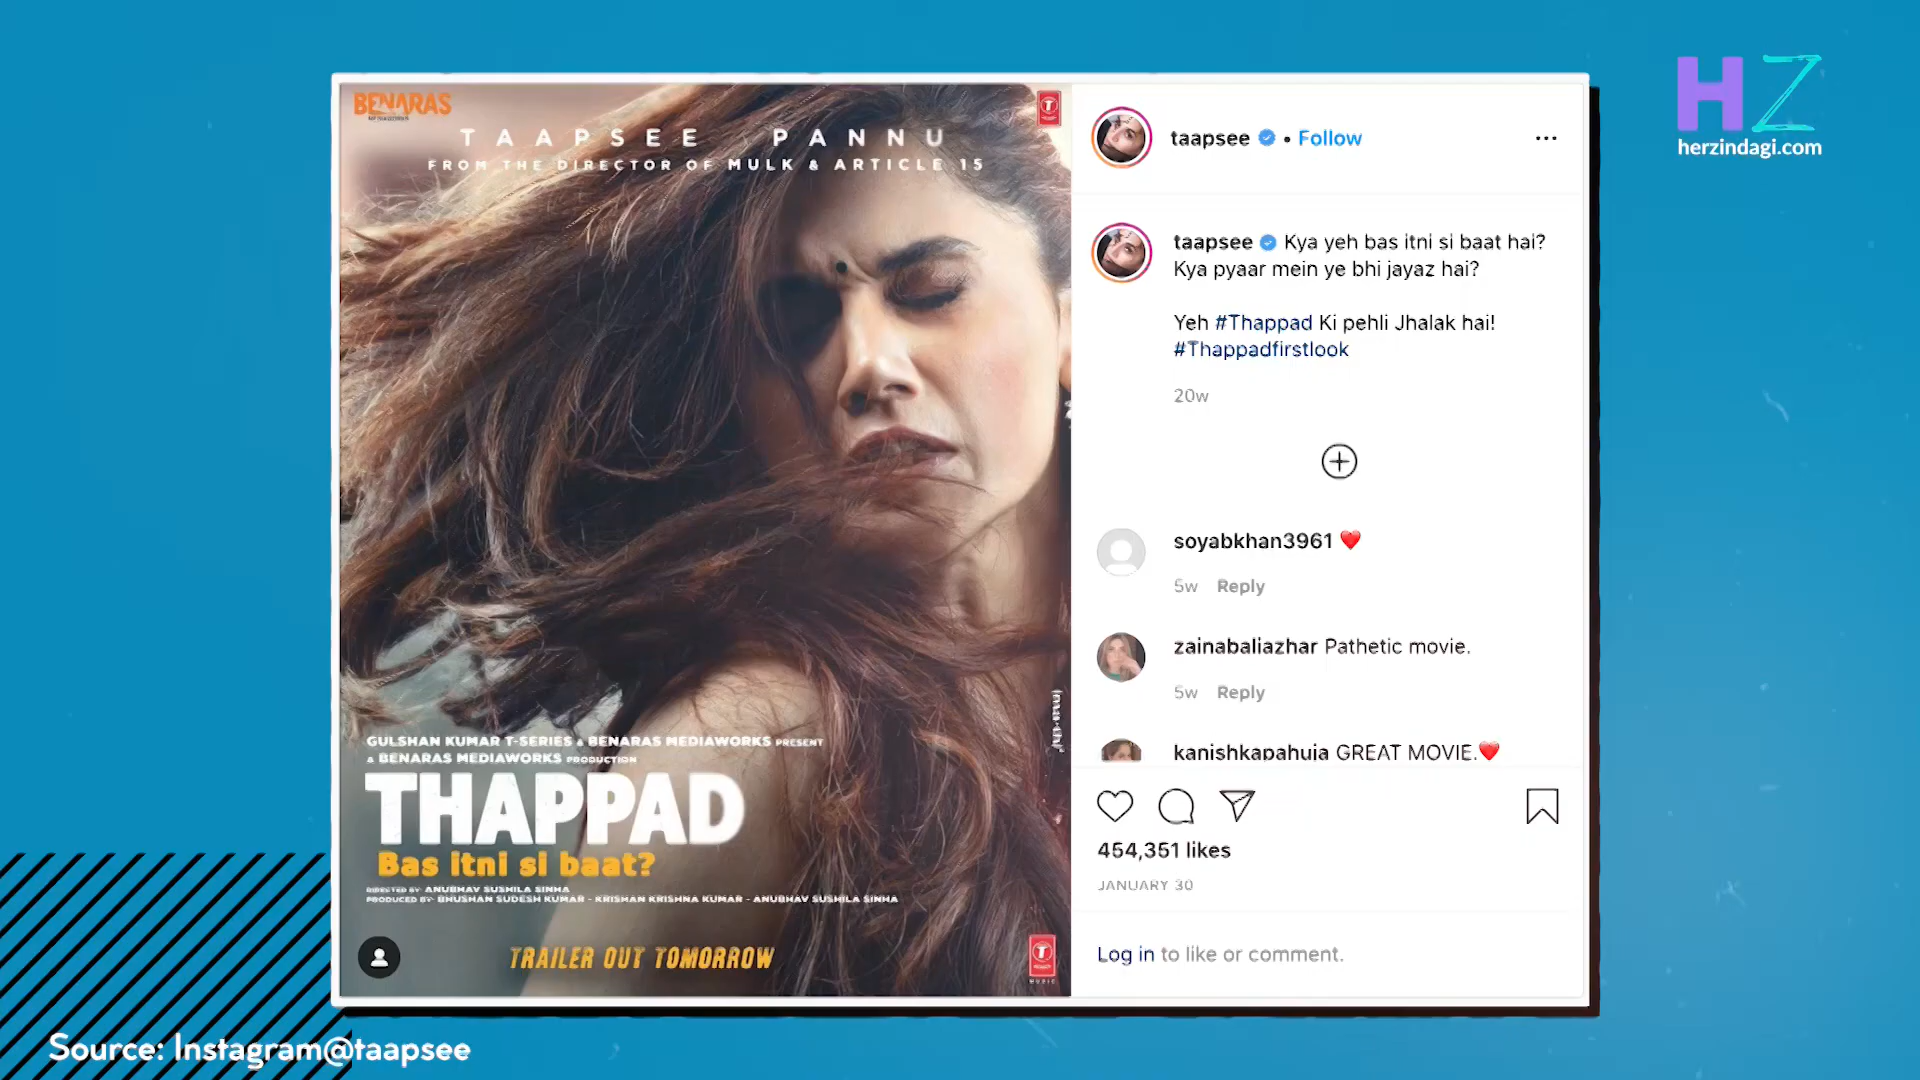 BENARAS
MEDIAWORKS
TAAPSEE PANNU
FROM THE DIRECTOR OF MULK & ARTICLE 15
GULSHAN KUMAR T-SERIES & BENARAS MEDIAWORKS PRESENT
A BENARAS MEDIAWORKS PRODUCTION
THAPPAD
Bas itni si baat?
DIRECTED BY- ANUBHAV SUSHILA SINHA
PRODUCED BY- BHUSHAN SUDESH KUMAR - KRISHAN KRISHNA KUMAR - ANUBHAV SUSHILA SINHA
TRAILER OUT TOMORROW
MUSIC
taapsee • Follow
taapsee Kya yeh bas itni si baat hai?
Kya pyaar mein ye bhi jayaz hai?
Yeh #Thappad Ki pehli Jhalak hai!
#Thappadfirstlook
20w
soyabkhan3961 ❤️
5w Reply
zainabaliazhar Pathetic movie.
5w Reply
kanishkapahuja GREAT MOVIE.❤️
454,351 likes
JANUARY 30
Log in to like or comment.
HZ
herzindagi.com
Source: Instagram@taapsee